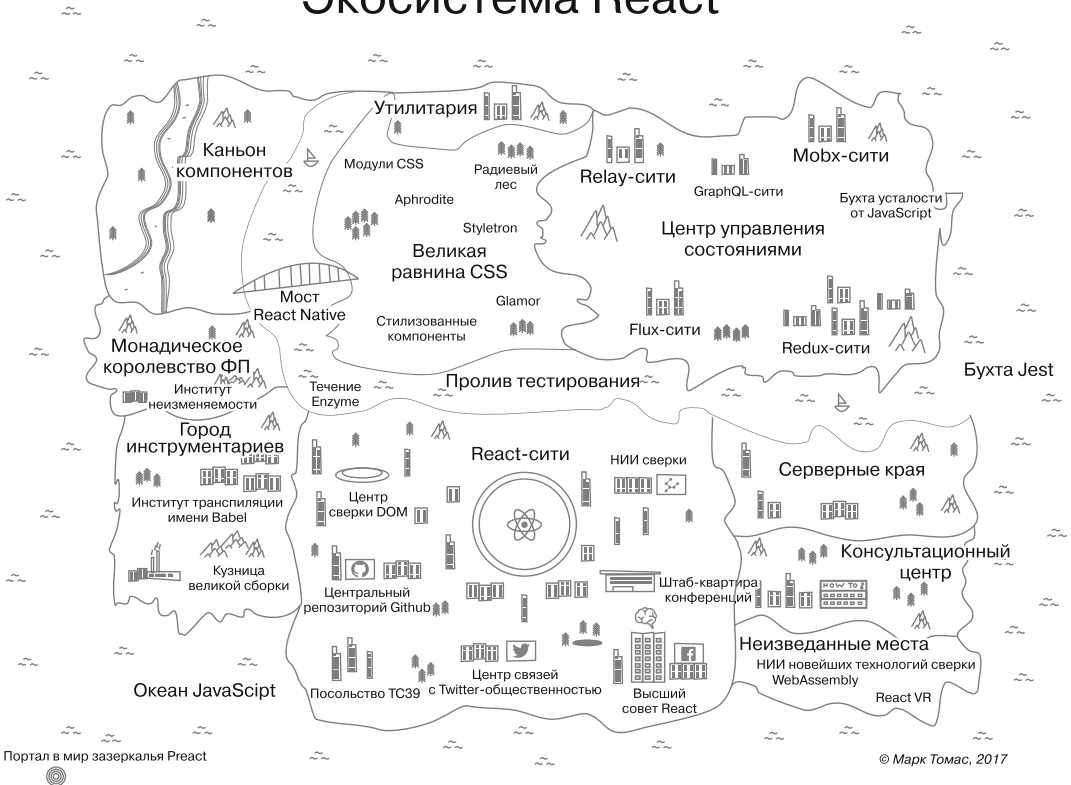 Экосистема React
Утилитария
Каньон
компонентов
Модули CSS
Радиевый
лес
Aphrodite
Styletron
Великая
равнина CSS
Glamor
Стилизованные
компоненты
Relay-сити
GraphQL-сити
Mobx-сити
Бухта усталости
от JavaScript
Центр управления
состояниями
Flux-сити
Redux-сити
Мост
React Native
Монадическое
королевство ФП
Институт
неизменяемости
Течение
Enzyme
Пролив тестирования
Бухта Jest
Город
инструментариев
Институт транспиляции
имени Babel
Кузница
великой сборки
React-сити
НИИ сверки
Центр
сверки DOM
Центральный
репозиторий Github
Штаб-квартира
конференций
Посольство TC39
Центр связей
с Twitter-общественностью
Высший
совет React
Серверные края
Консультационный
центр
HOW TO
Неизведанные места
НИИ новейших технологий сверки
WebAssembly
React VR
Океан JavaScipt
Портал в мир зазеркалья Preact
© Марк Томас, 2017